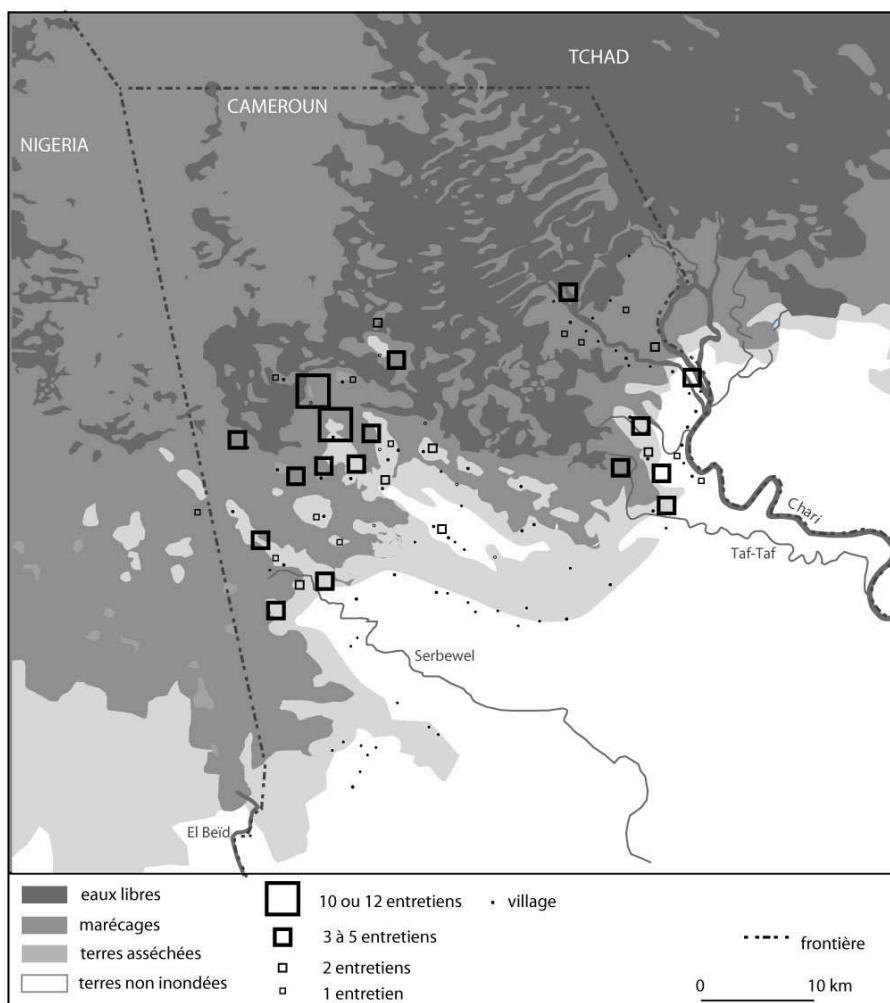 TCHAD
CAMEROUN
NIGERIA
Chari
Taf-Taf
Serbewel
El Beïd
eaux libres
marécages
terres asséchées
terres non inondées
10 ou 12 entretiens
3 à 5 entretiens
2 entretiens
1 entretien
village
frontière
0 10 km